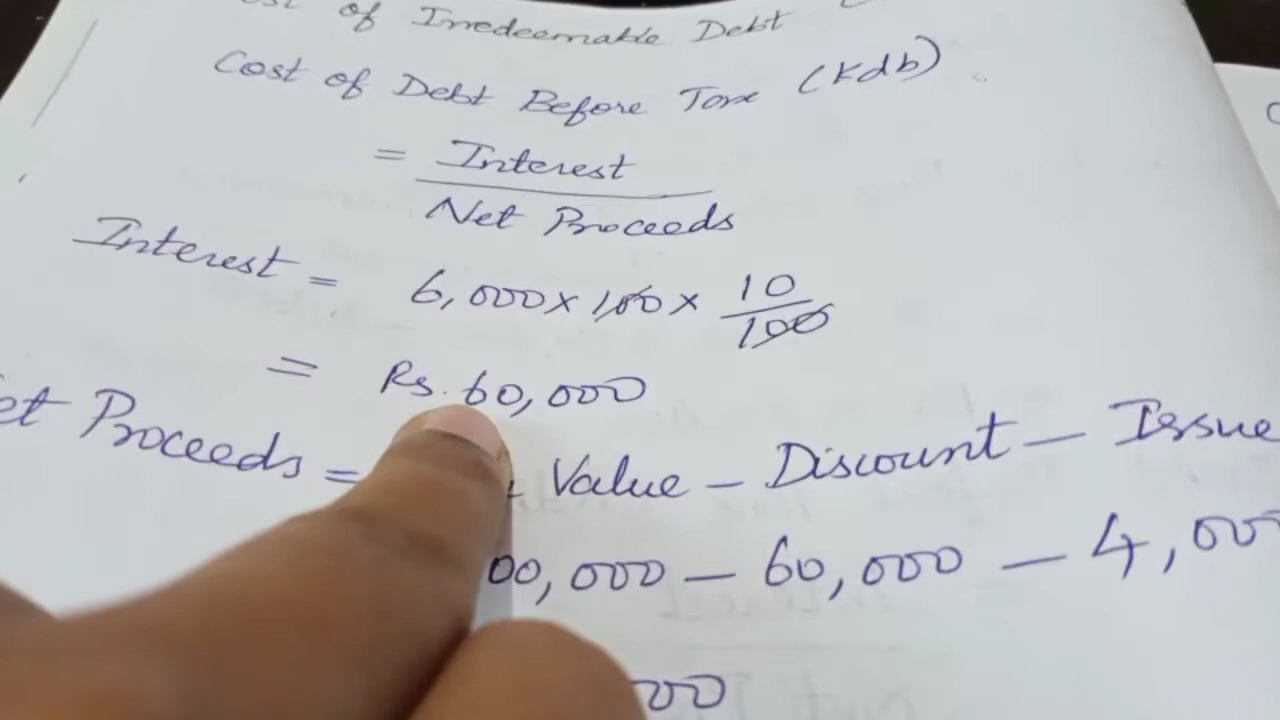 of Irredeemable Debt
Cost of Debt Before Tax (Kdb)
= Interest
Net Proceeds
Interest = 6,000 x 100 x 10
100
= Rs. 60,000
Proceeds = Value - Discount - Issue
00,000 - 60,000 - 4,00